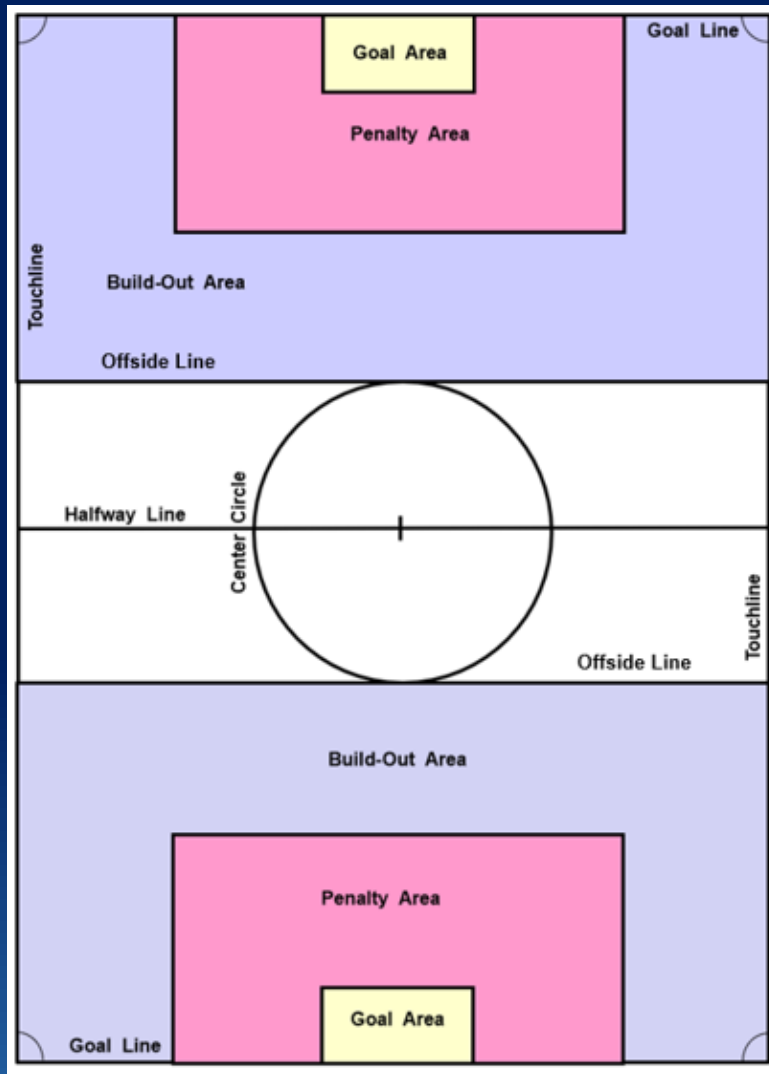 Goal Line
Goal Area
Penalty Area
Touchline
Build-Out Area
Offside Line
Center Circle
Halfway Line
Touchline
Offside Line
Build-Out Area
Penalty Area
Goal Area
Goal Line